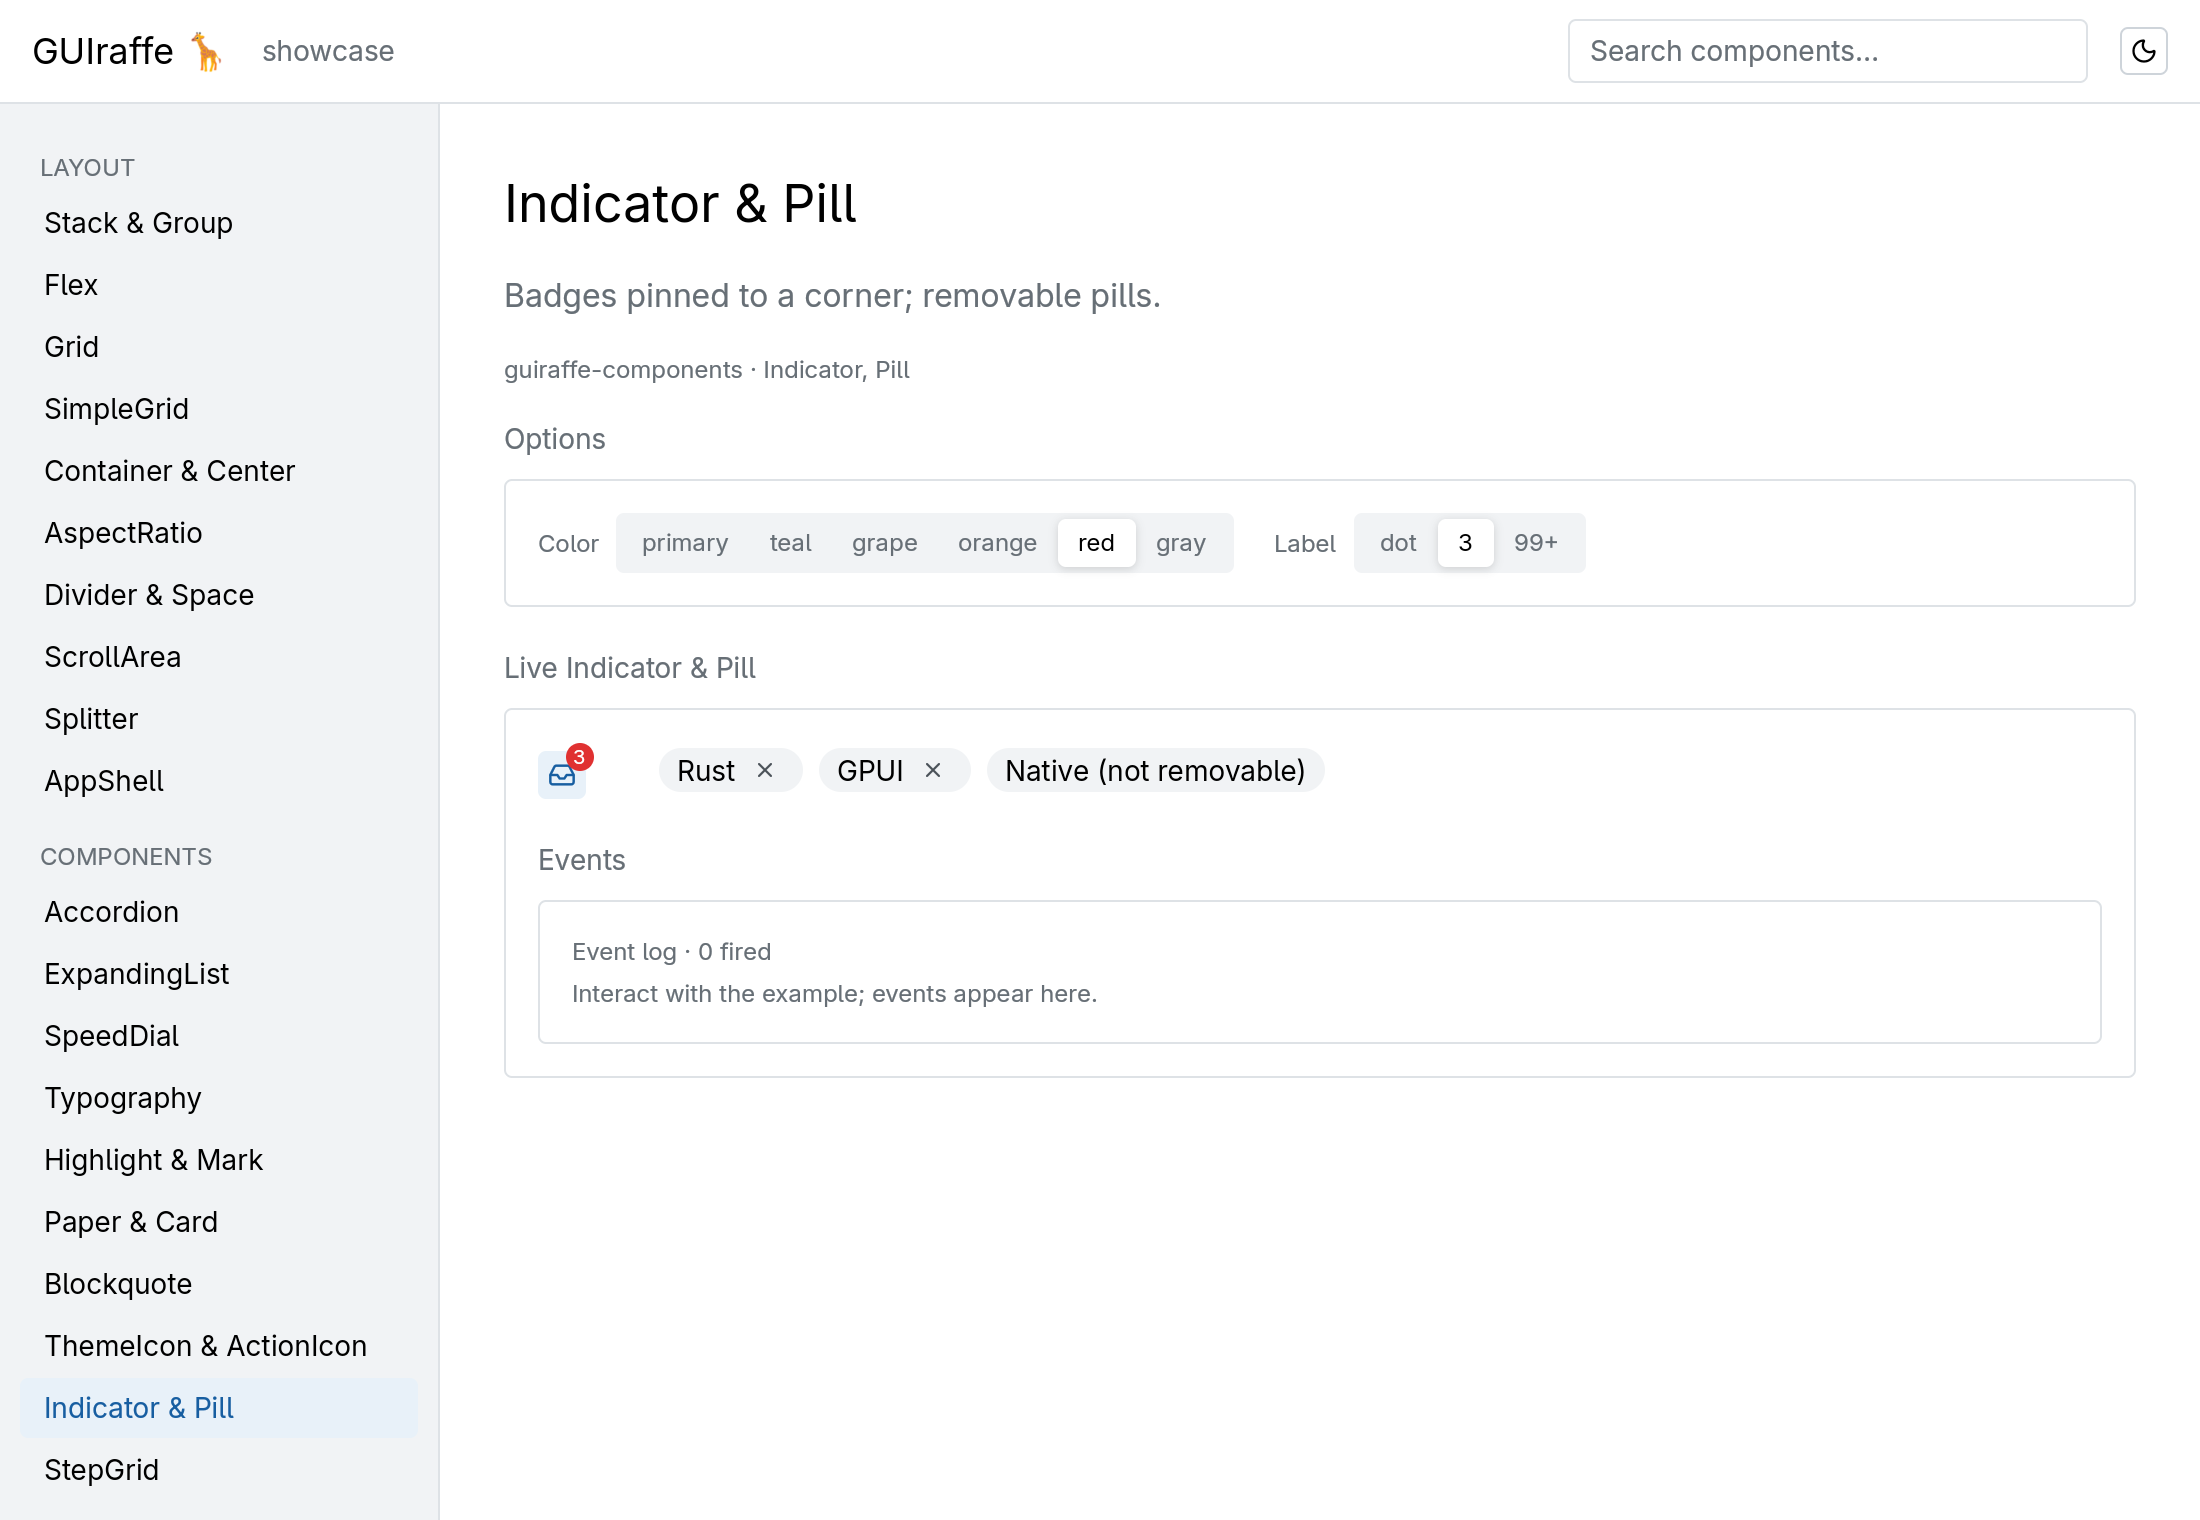 GUIraffe 🦒 showcase
Search components...
LAYOUT
Stack & Group
Flex
Grid
SimpleGrid
Container & Center
AspectRatio
Divider & Space
ScrollArea
Splitter
AppShell
COMPONENTS
Accordion
ExpandingList
SpeedDial
Typography
Highlight & Mark
Paper & Card
Blockquote
ThemeIcon & ActionIcon
Indicator & Pill
StepGrid
Indicator & Pill
Badges pinned to a corner; removable pills.
guiraffe-components · Indicator, Pill
Options
Color primary teal grape orange red gray Label dot 3 99+
Live Indicator & Pill
3 Rust × GPUI × Native (not removable)
Events
Event log · 0 fired
Interact with the example; events appear here.